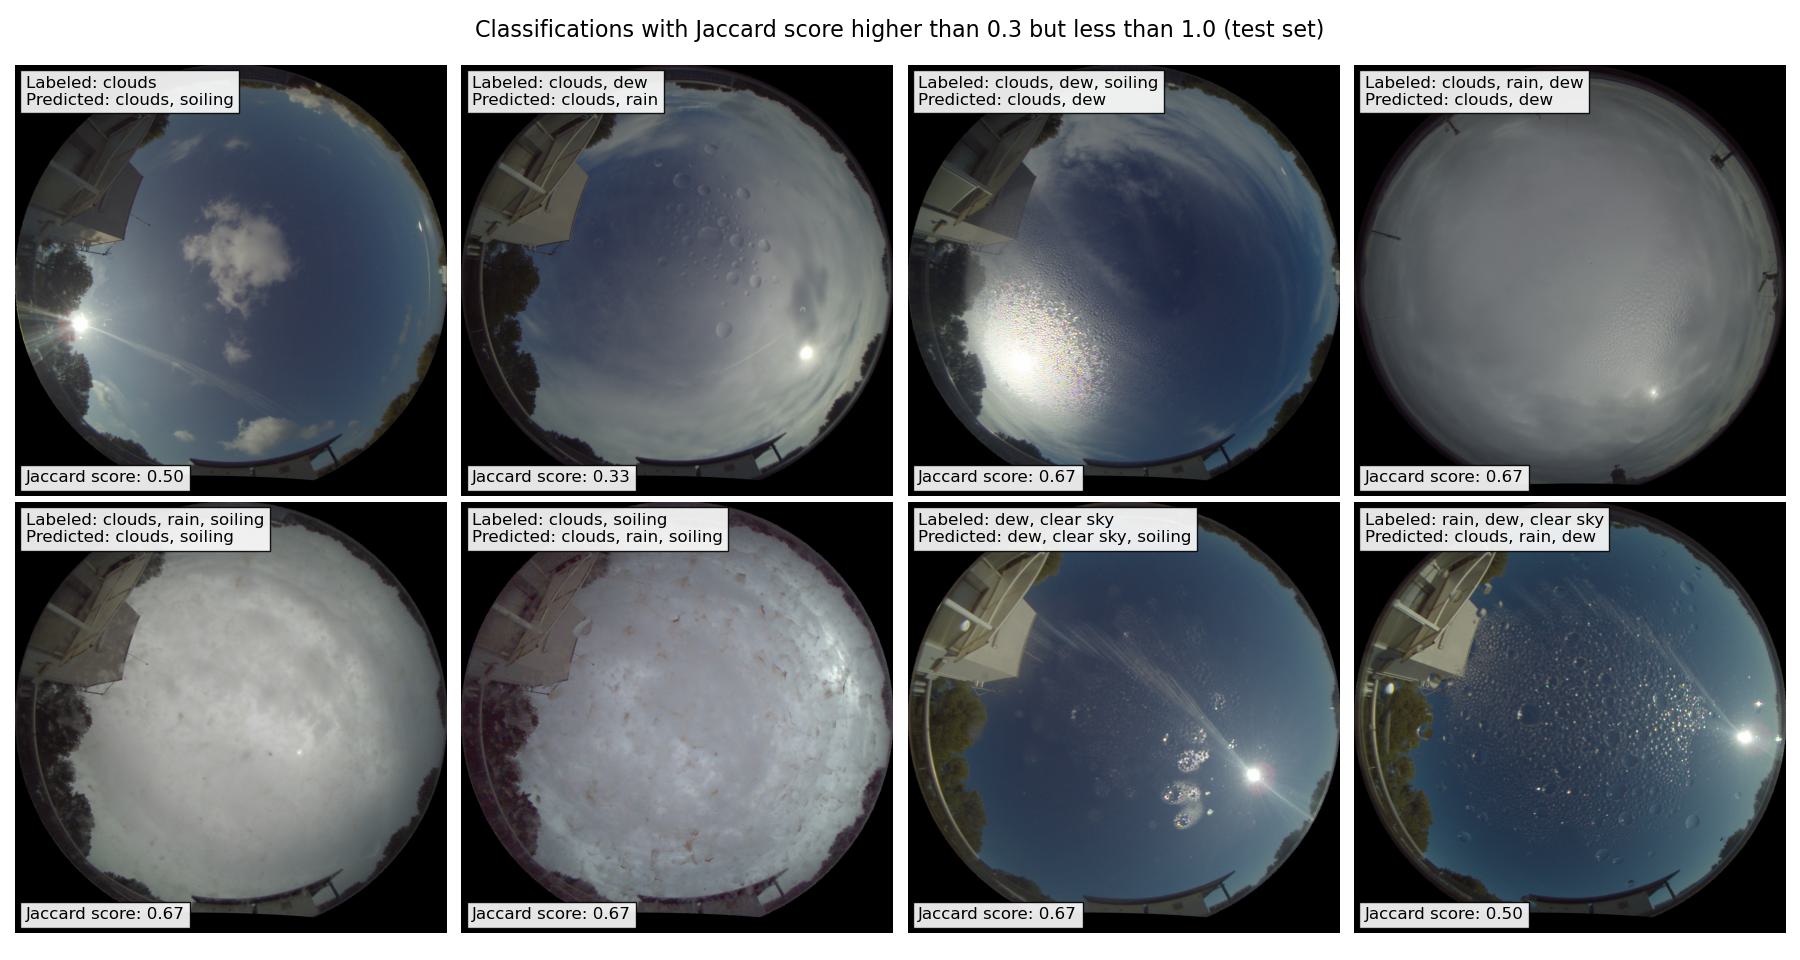 Classifications with Jaccard score higher than 0.3 but less than 1.0 (test set)
Labeled: clouds
Predicted: clouds, soiling
Jaccard score: 0.50
Labeled: clouds, dew
Predicted: clouds, rain
Jaccard score: 0.33
Labeled: clouds, dew, soiling
Predicted: clouds, dew
Jaccard score: 0.67
Labeled: clouds, rain, dew
Predicted: clouds, dew
Jaccard score: 0.67
Labeled: clouds, rain, soiling
Predicted: clouds, soiling
Jaccard score: 0.67
Labeled: clouds, soiling
Predicted: clouds, rain, soiling
Jaccard score: 0.67
Labeled: dew, clear sky
Predicted: dew, clear sky, soiling
Jaccard score: 0.67
Labeled: rain, dew, clear sky
Predicted: clouds, rain, dew
Jaccard score: 0.50